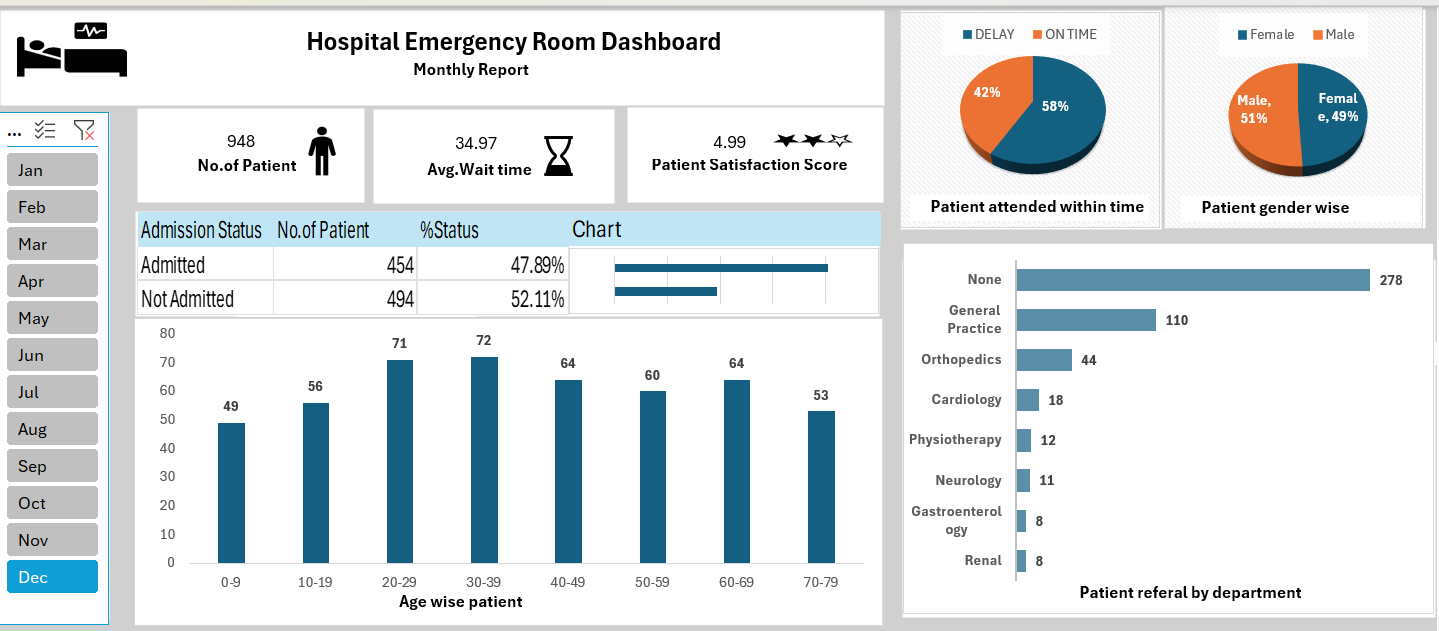 Hospital Emergency Room Dashboard
Monthly Report
...
Jan
Feb
Mar
Apr
May
Jun
Jul
Aug
Sep
Oct
Nov
Dec
948
No.of Patient
34.97
Avg.Wait time
4.99
Patient Satisfaction Score
Admission Status No.of Patient %Status Chart
Admitted 454 47.89%
Not Admitted 494 52.11%
80
70
60
50
40
30
20
10
0
49 56 71 72 64 60 64 53
0-9 10-19 20-29 30-39 40-49 50-59 60-69 70-79
Age wise patient
DELAY ON TIME
42% 58%
Patient attended within time
Female Male
Male,
51%
Femal
e, 49%
Patient gender wise
None 278
General
Practice 110
Orthopedics 44
Cardiology 18
Physiotherapy 12
Neurology 11
Gastroenterol
ogy 8
Renal 8
Patient referal by department